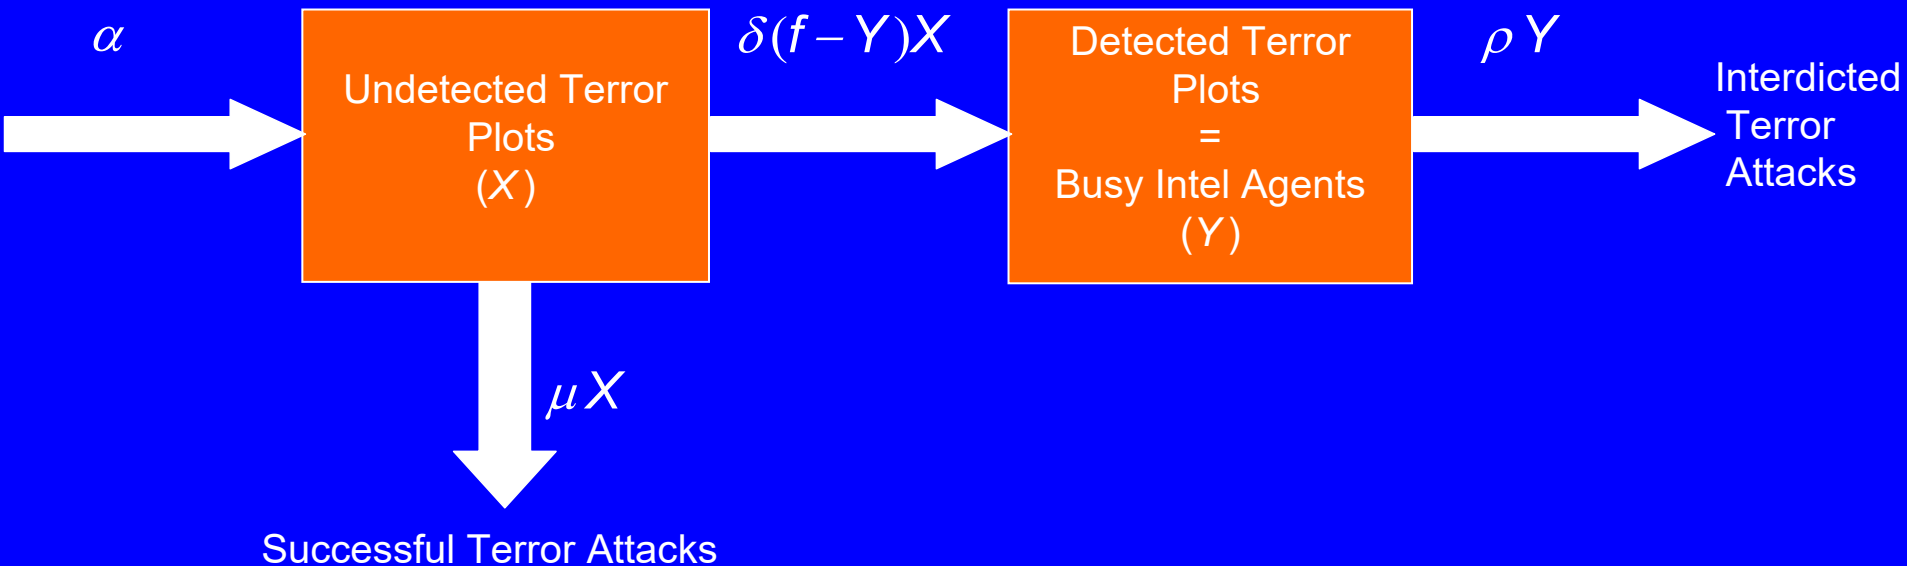 α
δ(f − Y)X
ρY
Undetected Terror
Plots
(X)
Detected Terror
Plots
=
Busy Intel Agents
(Y)
Interdicted
Terror
Attacks
μX
Successful Terror Attacks